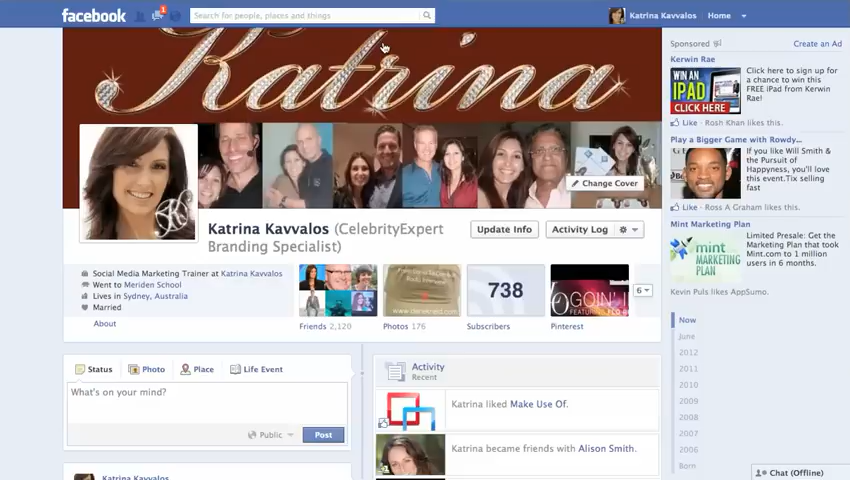 facebook
1
Search for people, places and things
Katrina Kavvalos
Home
Katrina
Change Cover
Katrina Kavvalos (CelebrityExpert
Branding Specialist)
Update Info
Activity Log
Social Media Marketing Trainer at Katrina Kavvalos
Went to Meriden School
Lives in Sydney, Australia
Married
About
Friends 2,120
Photos 176
738
Subscribers
GOIN' I
Pinterest
6
Status
Photo
Place
Life Event
What's on your mind?
Public
Post
Katrina Kavvalos
Activity
Recent
Katrina liked Make Use Of.
Katrina became friends with Alison Smith.
Sponsored
Create an Ad
Kerwin Rae
WIN AN
IPAD
CLICK HERE
Click here to sign up for
a chance to win this
FREE iPad from Kerwin
Rae!
Like · Rosh Khan likes this.
Play a Bigger Game with Rowdy...
If you like Will Smith &
the Pursuit of
Happyness, you'll love
this event.Tix selling
fast
Like · Ross A Graham likes this.
Mint Marketing Plan
mint
MARKETING
PLAN
Limited Presale: Get the
Marketing Plan that took
Mint.com to 1 million
users in 6 months.
Kevin Puls likes AppSumo.
Now
June
2012
2011
2010
2009
2008
2007
2006
Born
Chat (Offline)